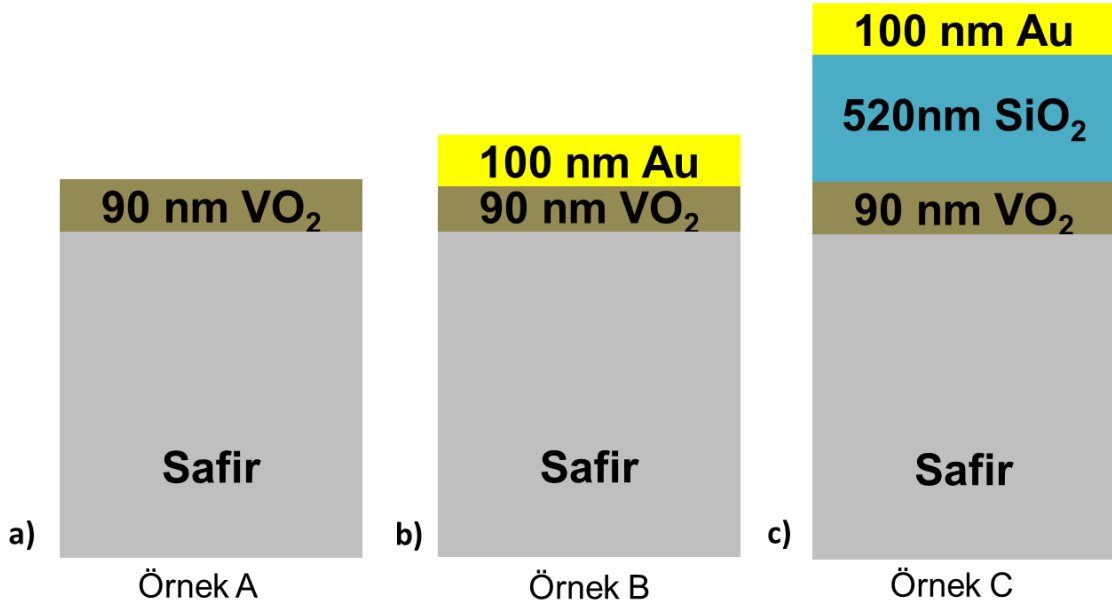 90 nm VO₂
Safir
a)
Örnek A
100 nm Au
90 nm VO₂
Safir
b)
Örnek B
100 nm Au
520nm SiO₂
90 nm VO₂
Safir
c)
Örnek C